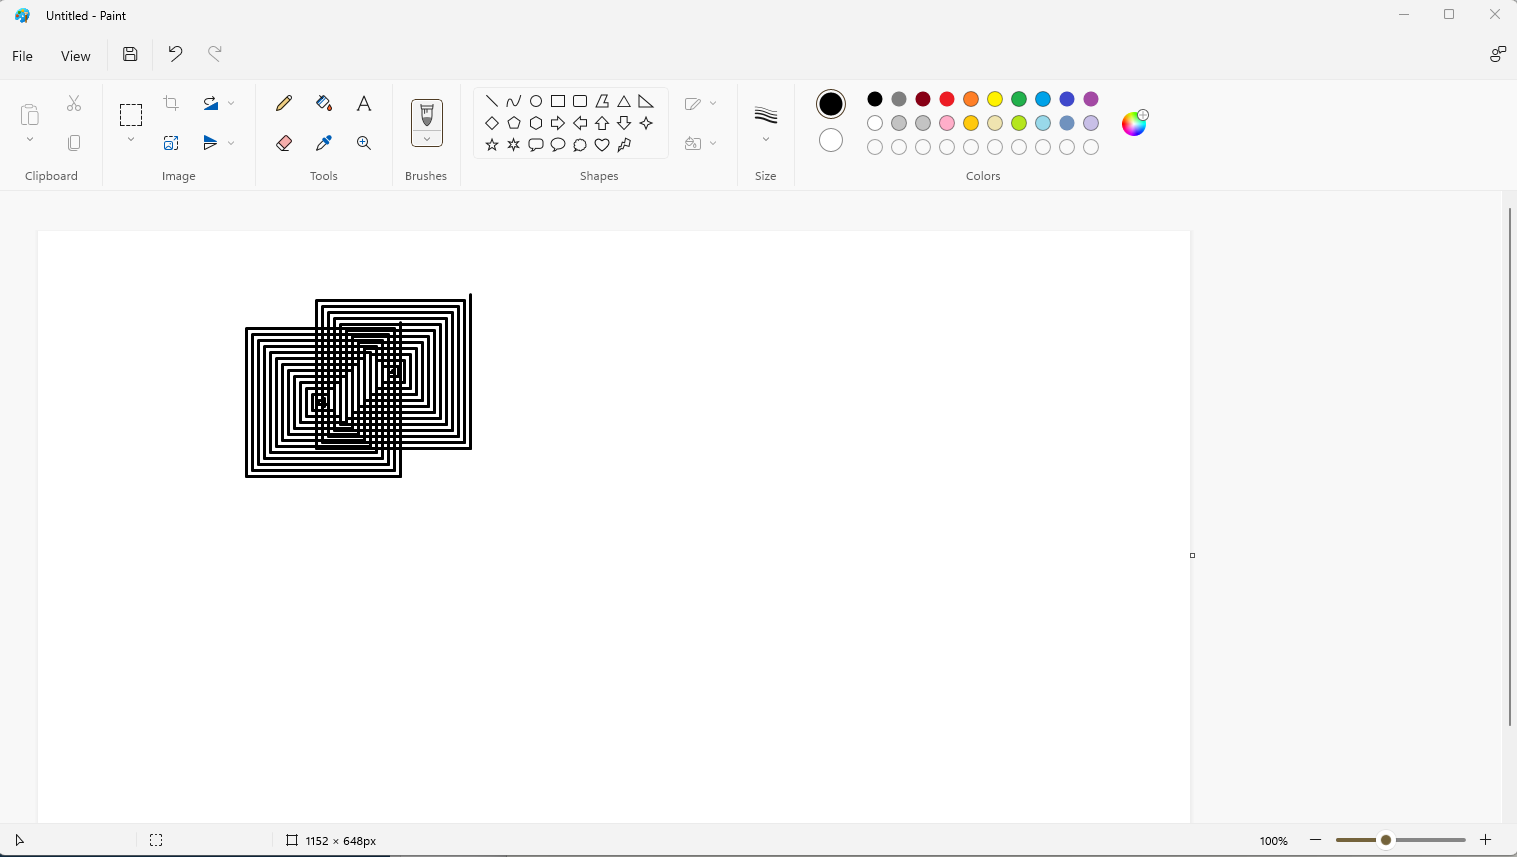 Untitled - Paint
File
View
Clipboard
Image
Tools
Brushes
Shapes
Size
Colors
1152 × 648px
100%